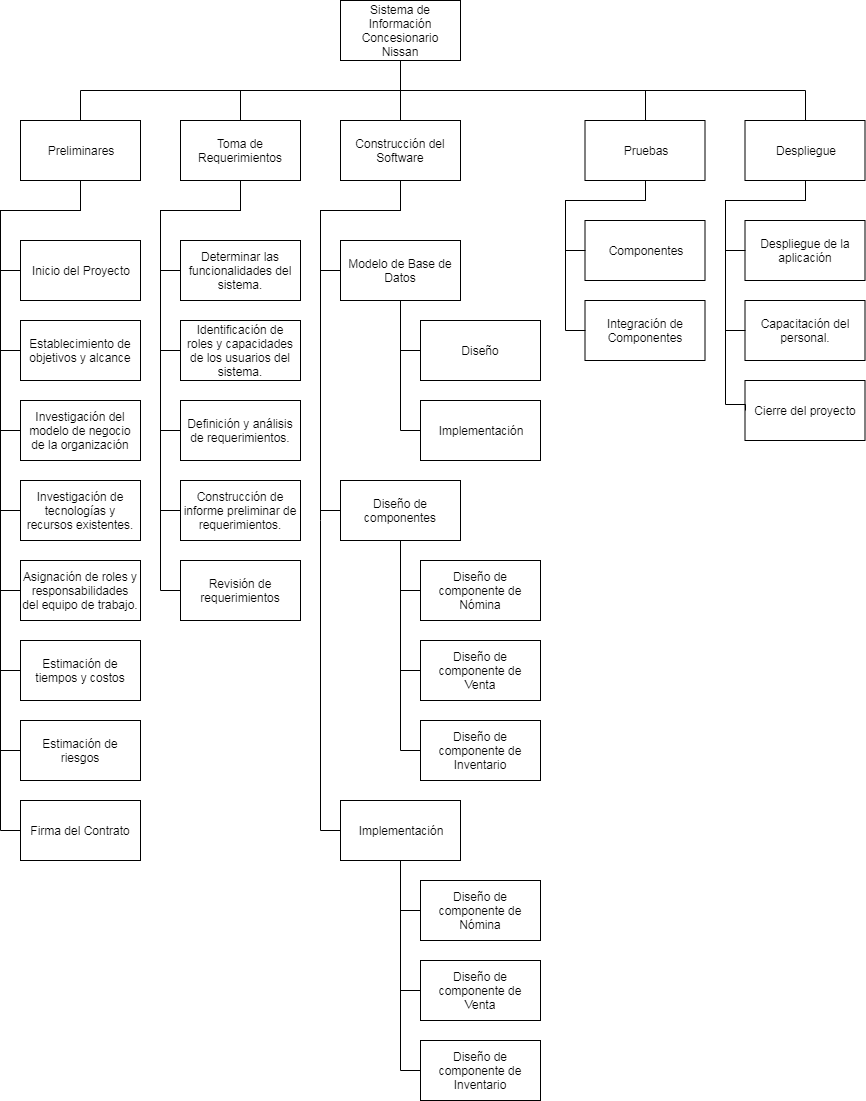 Sistema de
Información
Concesionario
Nissan
Preliminares
Toma de
Requerimientos
Construcción del
Software
Pruebas
Despliegue
Inicio del Proyecto
Establecimiento de
objetivos y alcance
Investigación del
modelo de negocio
de la organización
Investigación de
tecnologías y
recursos existentes.
Asignación de roles y
responsabilidades
del equipo de trabajo.
Estimación de
tiempos y costos
Estimación de
riesgos
Firma del Contrato
Determinar las
funcionalidades del
sistema.
Identificación de
roles y capacidades
de los usuarios del
sistema.
Definición y análisis
de requerimientos.
Construcción de
informe preliminar de
requerimientos.
Revisión de
requerimientos
Modelo de Base de
Datos
Diseño
Implementación
Diseño de
componentes
Diseño de
componente de
Nómina
Diseño de
componente de
Venta
Diseño de
componente de
Inventario
Implementación
Diseño de
componente de
Nómina
Diseño de
componente de
Venta
Diseño de
componente de
Inventario
Componentes
Integración de
Componentes
Despliegue de la
aplicación
Capacitación del
personal.
Cierre del proyecto